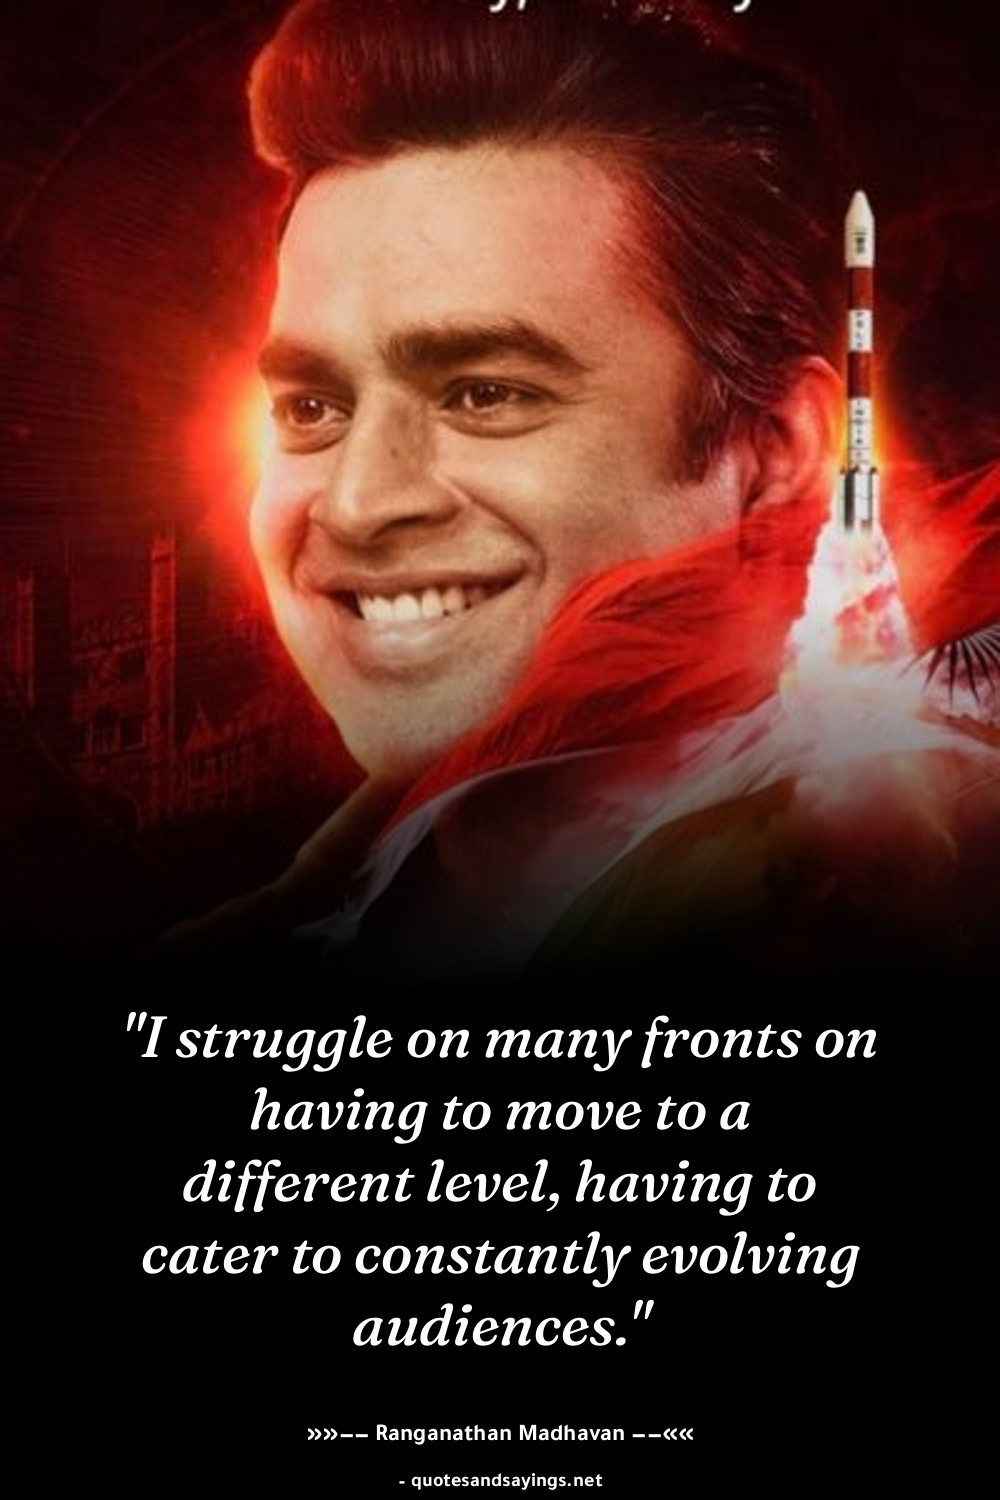 "I struggle on many fronts on
having to move to a
different level, having to
cater to constantly evolving
audiences."
»»−− Ranganathan Madhavan −−««
- quotesandsayings.net